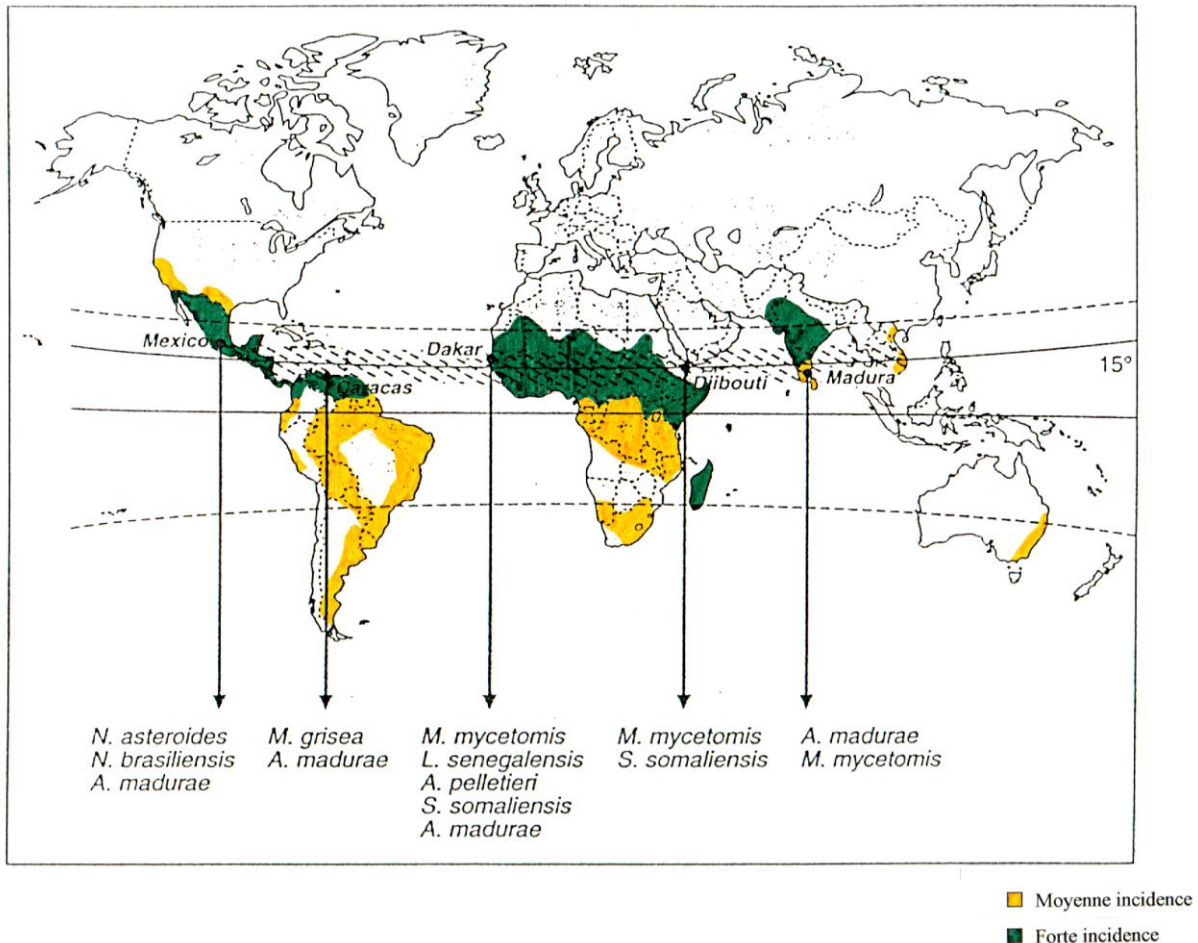 Mexico
Caracas
Dakar
Djibouti
Madura
15°
N. asteroides
N. brasiliensis
A. madurae
M. grisea
A. madurae
M. mycetomis
L. senegalensis
A. pelletieri
S. somaliensis
A. madurae
M. mycetomis
S. somaliensis
A. madurae
M. mycetomis
Moyenne incidence
Forte incidence